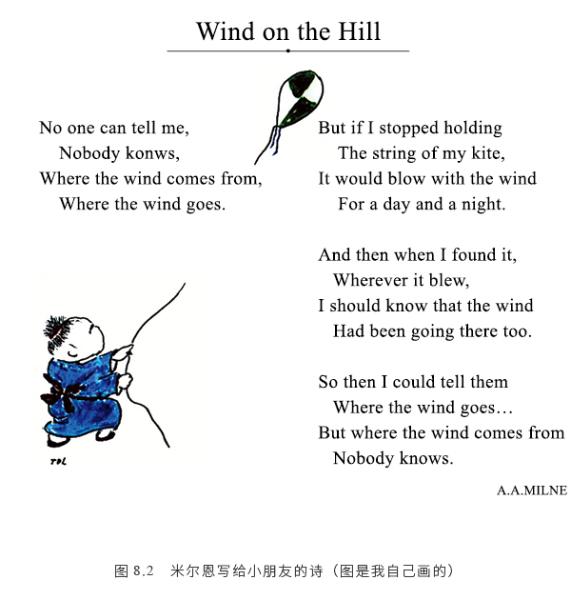 Wind on the Hill
No one can tell me,
Nobody konws,
Where the wind comes from,
Where the wind goes.
But if I stopped holding
The string of my kite,
It would blow with the wind
For a day and a night.
And then when I found it,
Wherever it blew,
I should know that the wind
Had been going there too.
So then I could tell them
Where the wind goes…
But where the wind comes from
Nobody knows.
A.A.MILNE
TDL
图 8.2 米尔恩写给小朋友的诗（图是我自己画的）